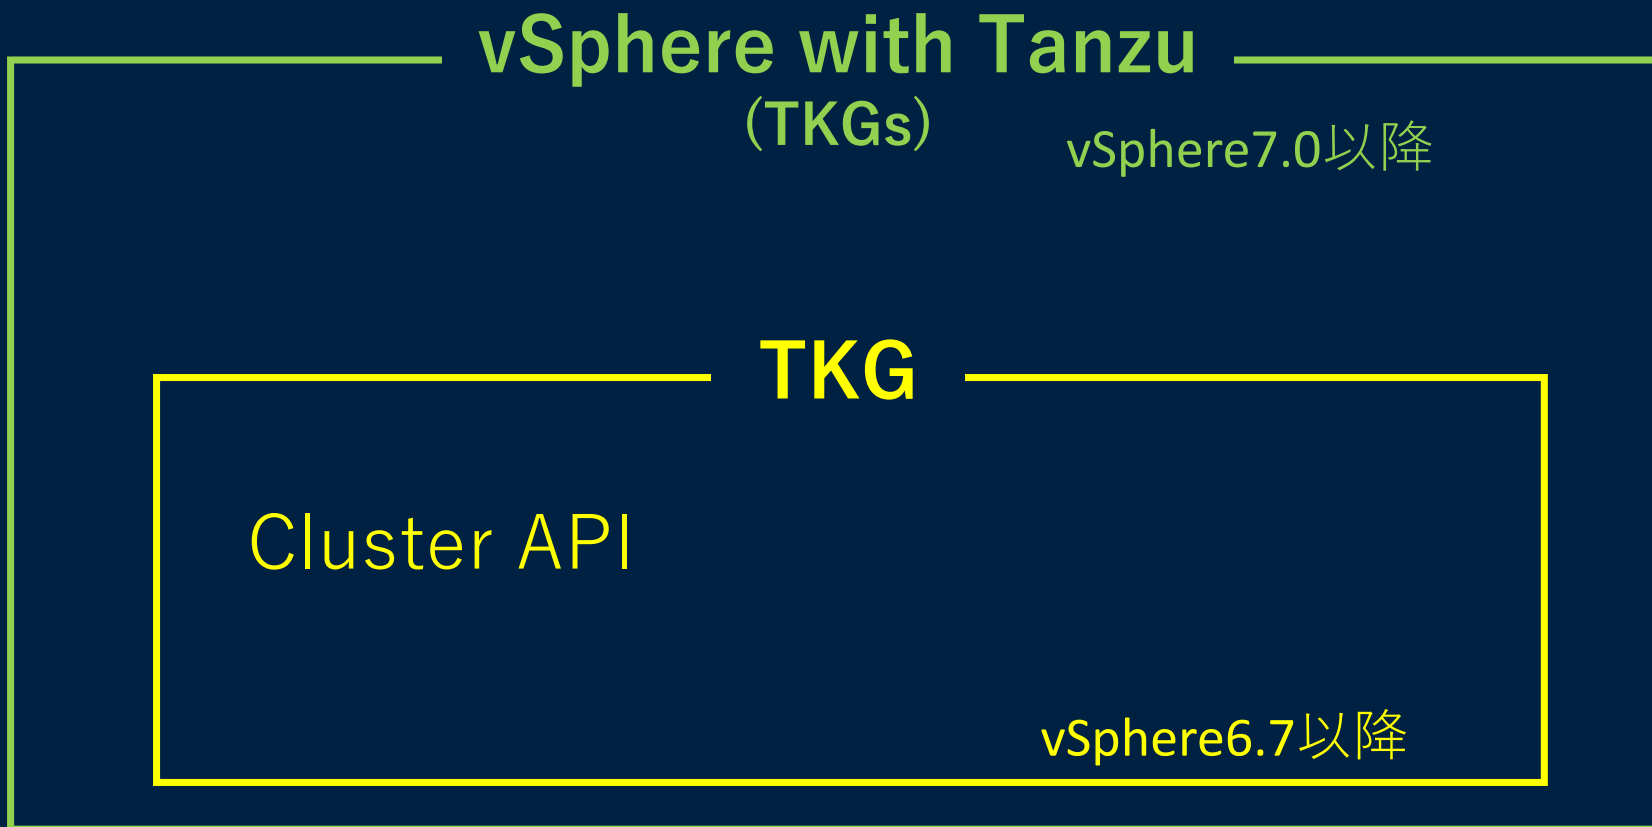 vSphere with Tanzu
(TKGs)
vSphere7.0以降
TKG
Cluster API
vSphere6.7以降